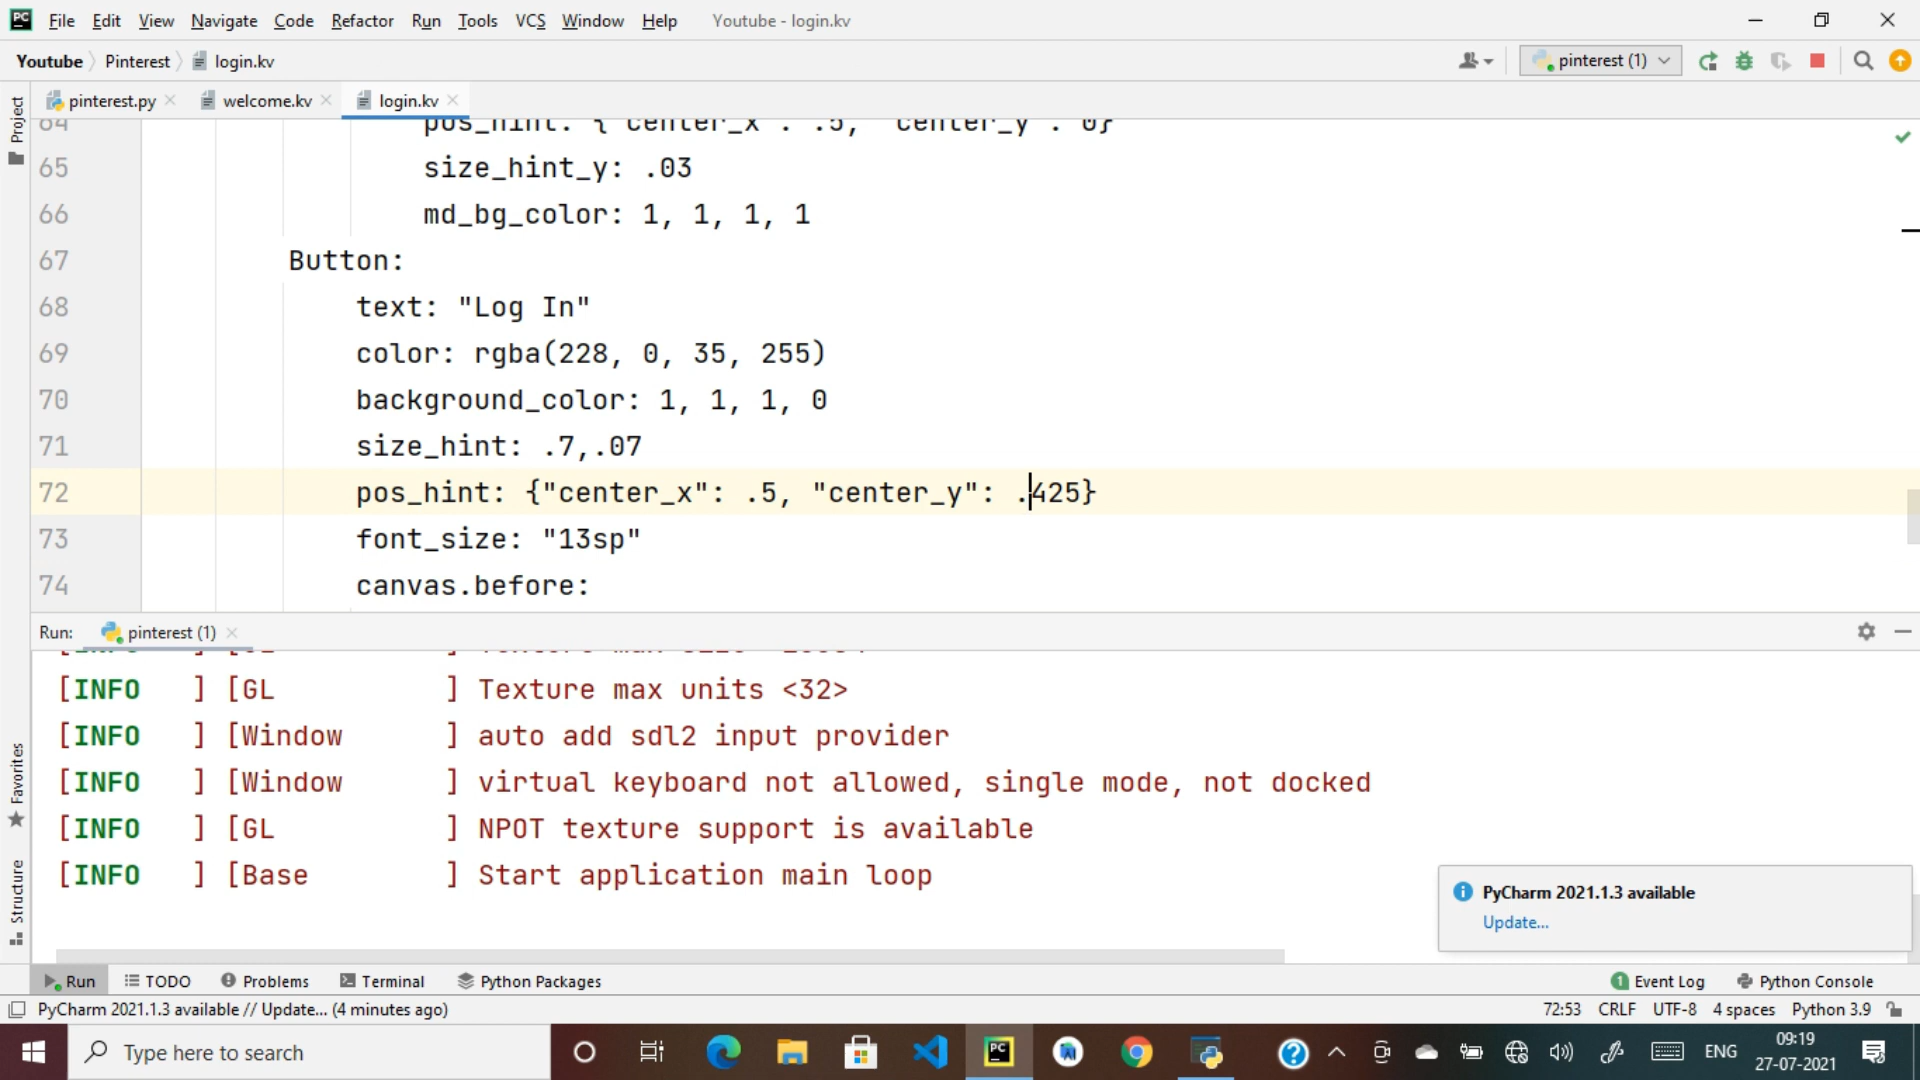 File Edit View Navigate Code Refactor Run Tools VCS Window Help Youtube - login.kv
Youtube Pinterest login.kv pinterest (1)
pinterest.py welcome.kv login.kv
Project
64 pos_hint: { center_x : .5, center_y : 0}
65 size_hint_y: .03
66 md_bg_color: 1, 1, 1, 1
67 Button:
68 text: "Log In"
69 color: rgba(228, 0, 35, 255)
70 background_color: 1, 1, 1, 0
71 size_hint: .7,.07
72 pos_hint: {"center_x": .5, "center_y": .425}
73 font_size: "13sp"
74 canvas.before:
Run: pinterest (1)
[INFO ] [GL ] Texture max units <32>
[INFO ] [Window ] auto add sdl2 input provider
[INFO ] [Window ] virtual keyboard not allowed, single mode, not docked
[INFO ] [GL ] NPOT texture support is available
[INFO ] [Base ] Start application main loop
Favorites
Structure
PyCharm 2021.1.3 available
Update...
Run TODO Problems Terminal Python Packages 1 Event Log Python Console
PyCharm 2021.1.3 available // Update... (4 minutes ago) 72:53 CRLF UTF-8 4 spaces Python 3.9
Type here to search ENG 09:19
27-07-2021